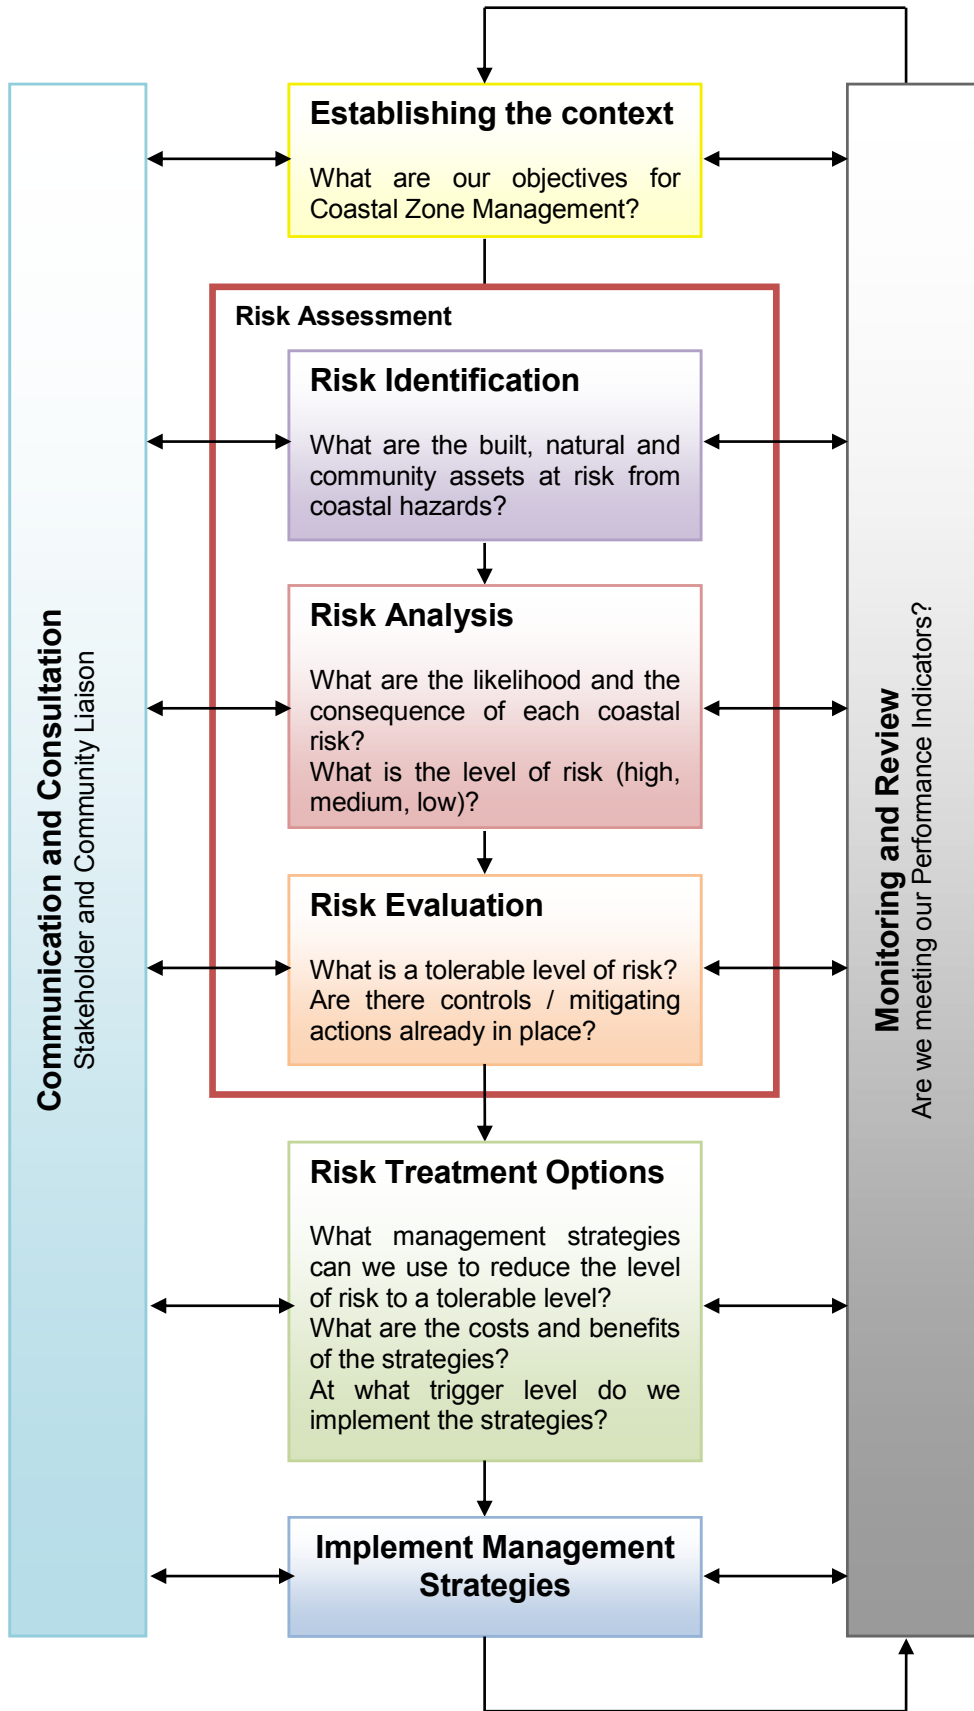 Establishing the context
What are our objectives for
Coastal Zone Management?
Risk Assessment
Risk Identification
What are the built, natural and
community assets at risk from
coastal hazards?
Risk Analysis
What are the likelihood and the
consequence of each coastal
risk?
What is the level of risk (high,
medium, low)?
Risk Evaluation
What is a tolerable level of risk?
Are there controls / mitigating
actions already in place?
Risk Treatment Options
What management strategies
can we use to reduce the level
of risk to a tolerable level?
What are the costs and benefits
of the strategies?
At what trigger level do we
implement the strategies?
Implement Management
Strategies
Communication and Consultation
Stakeholder and Community Liaison
Monitoring and Review
Are we meeting our Performance Indicators?